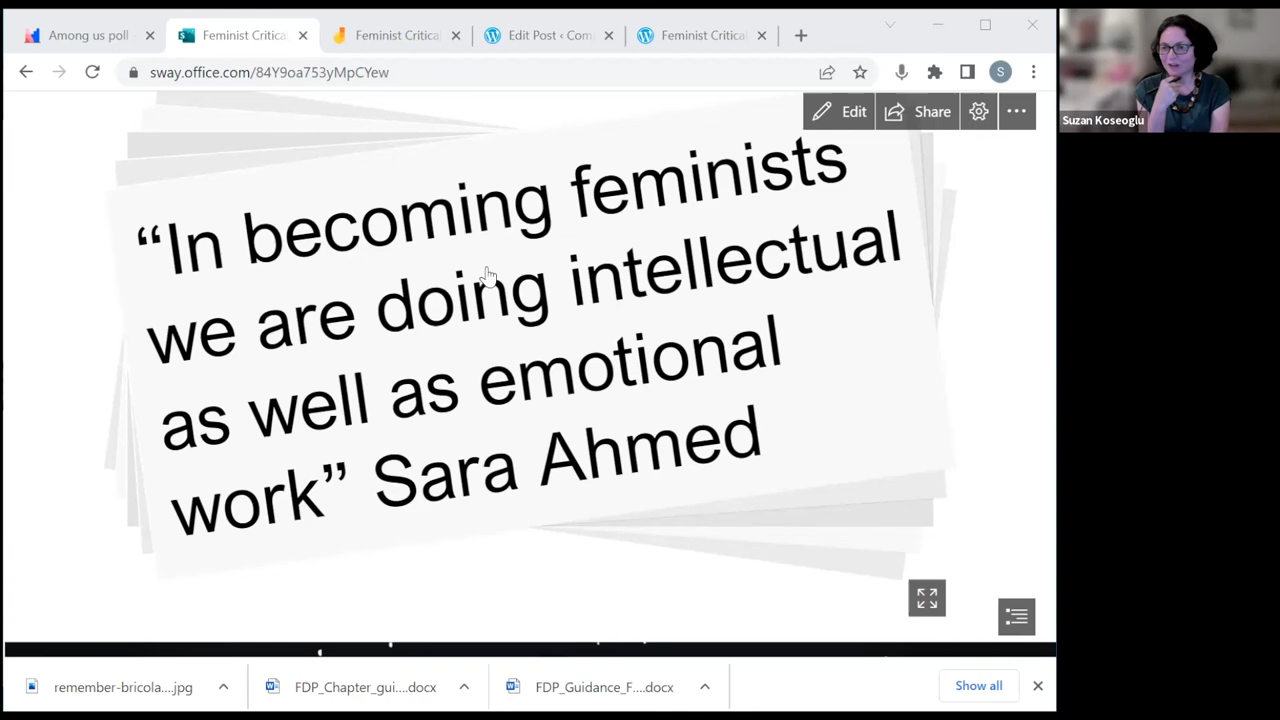 Among us poll
Feminist Critica
Feminist Critica
Edit Post ‹ Com
Feminist Critica
sway.office.com/84Y9oa753yMpCYew
S
Edit
Share
“In becoming feminists
we are doing intellectual
as well as emotional
work” Sara Ahmed
Suzan Koseoglu
remember-bricola....jpg
FDP_Chapter_gui....docx
FDP_Guidance_F....docx
Show all